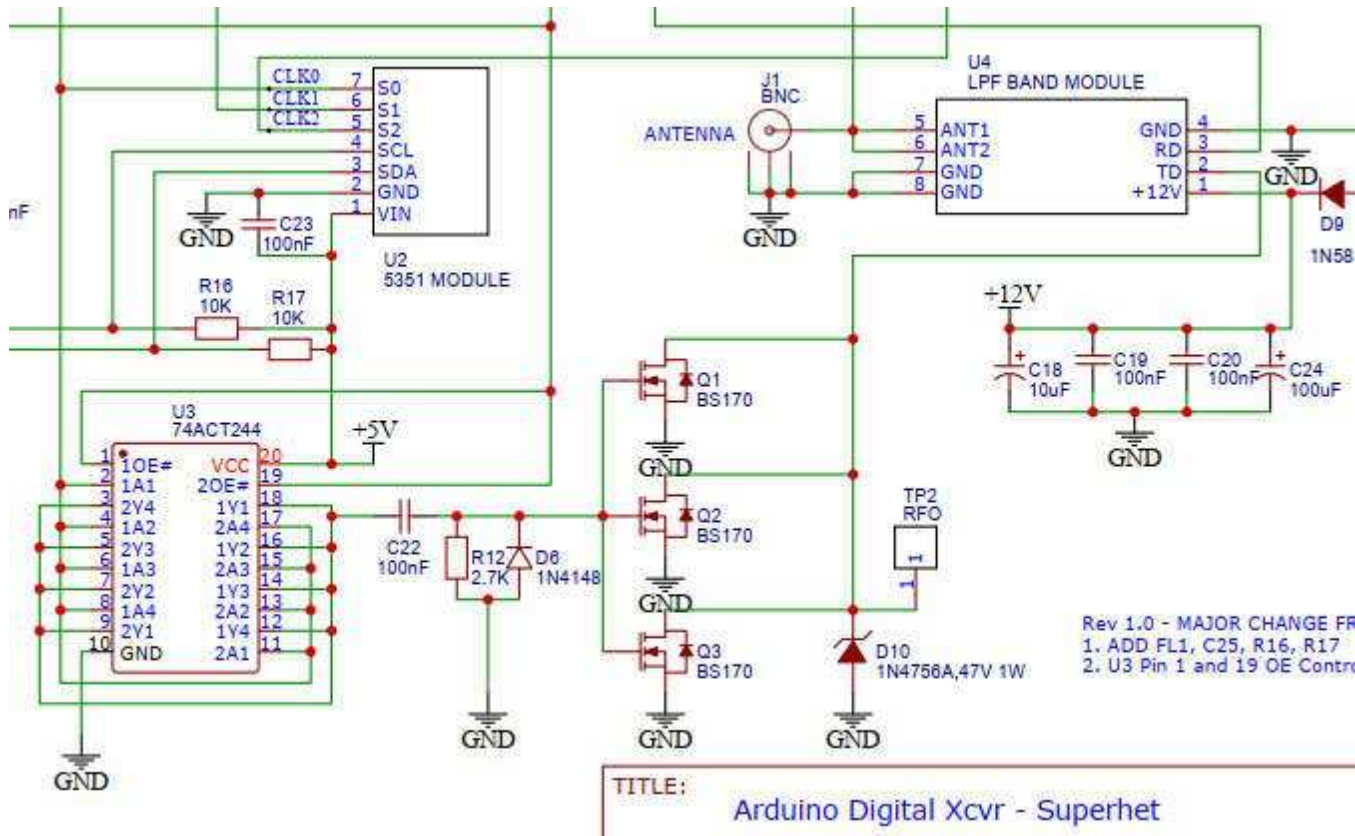 CLK0
CLK1
CLK2
7
6
5
4
3
2
1
S0
S1
S2
SCL
SDA
GND
VIN
U2
5351 MODULE
nF
GND
C23
100nF
R16
10K
R17
10K
J1
BNC
ANTENNA
GND
U4
LPF BAND MODULE
5 ANT1
6 ANT2
7 GND
8 GND
GND 4
RD 3
TD 2
+12V 1
GND
D9
1N58
+12V
C18
10uF
C19
100nF
C20
100nF
C24
100uF
GND
U3
74ACT244
+5V
1 1OE#
2 1A1
3 2Y4
4 1A2
5 2Y3
6 1A3
7 2Y2
8 1A4
9 2Y1
10 GND
VCC 20
2OE# 19
1Y1 18
2A4 17
1Y2 16
2A3 15
1Y3 14
2A2 13
1Y4 12
2A1 11
GND
C22
100nF
R12
2.7K
D6
1N4148
GND
Q1
BS170
GND
Q2
BS170
GND
Q3
BS170
GND
TP2
RFO
1
1
D10
1N4756A,47V 1W
GND
Rev 1.0 - MAJOR CHANGE FR
1. ADD FL1, C25, R16, R17
2. U3 Pin 1 and 19 OE Contro
TITLE:
Arduino Digital Xcvr - Superhet